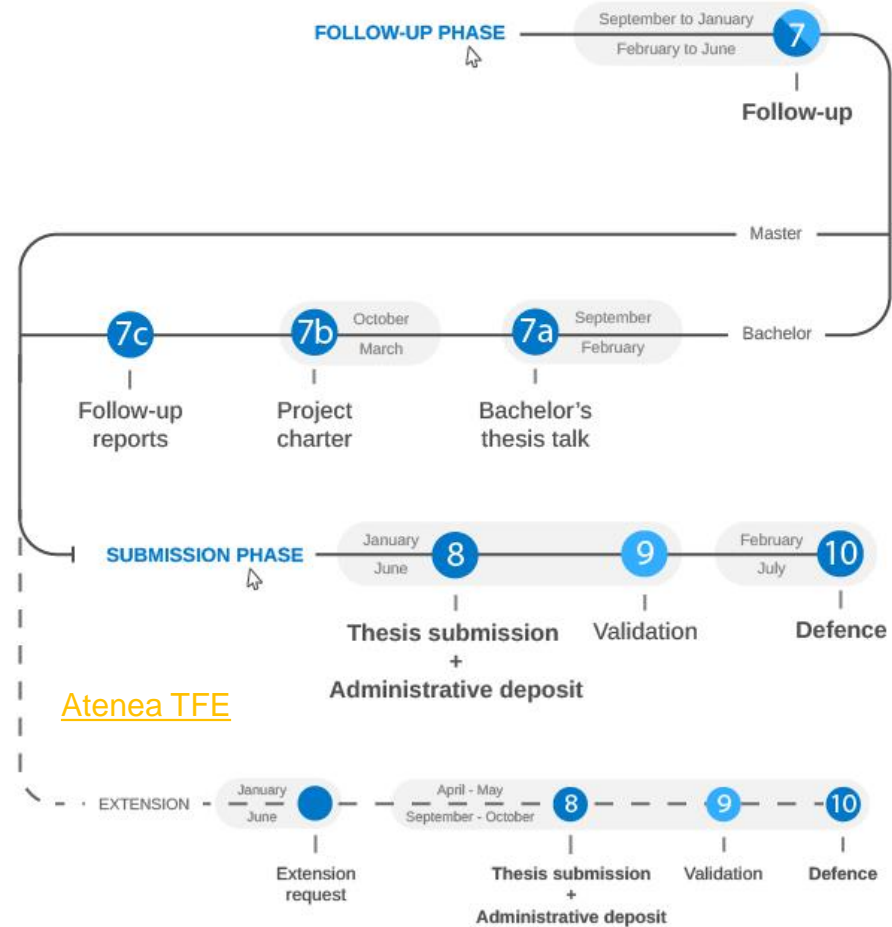 FOLLOW-UP PHASE
September to January
February to June
7
Follow-up
Master
7c
7b
October
March
7a
September
February
Bachelor
Follow-up
reports
Project
charter
Bachelor's
thesis talk
SUBMISSION PHASE
January
June
8
9
February
July
10
Thesis submission
+
Administrative deposit
Validation
Defence
Atenea TFE
EXTENSION
January
June
April - May
September - October
8
9
10
Extension
request
Thesis submission
+
Administrative deposit
Validation
Defence